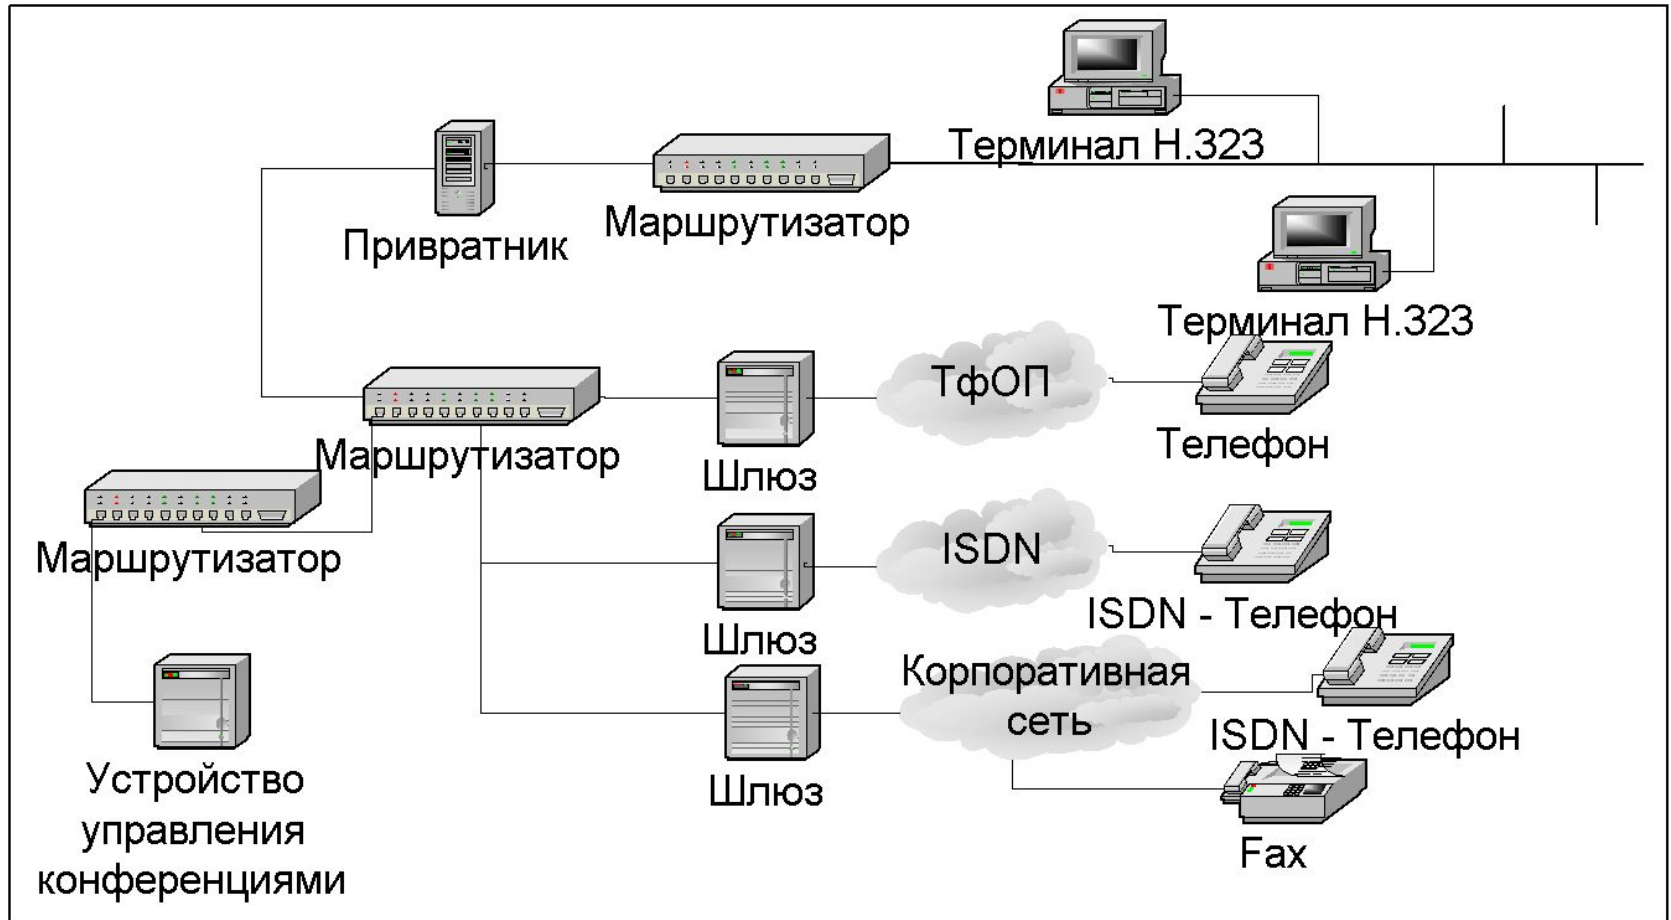 Терминал H.323
Маршрутизатор
Привратник
Терминал H.323
ТфОП
Телефон
Маршрутизатор
Шлюз
Маршрутизатор
ISDN
ISDN - Телефон
Шлюз
Корпоративная
сеть
ISDN - Телефон
Шлюз
Устройство
управления
конференциями
Fax